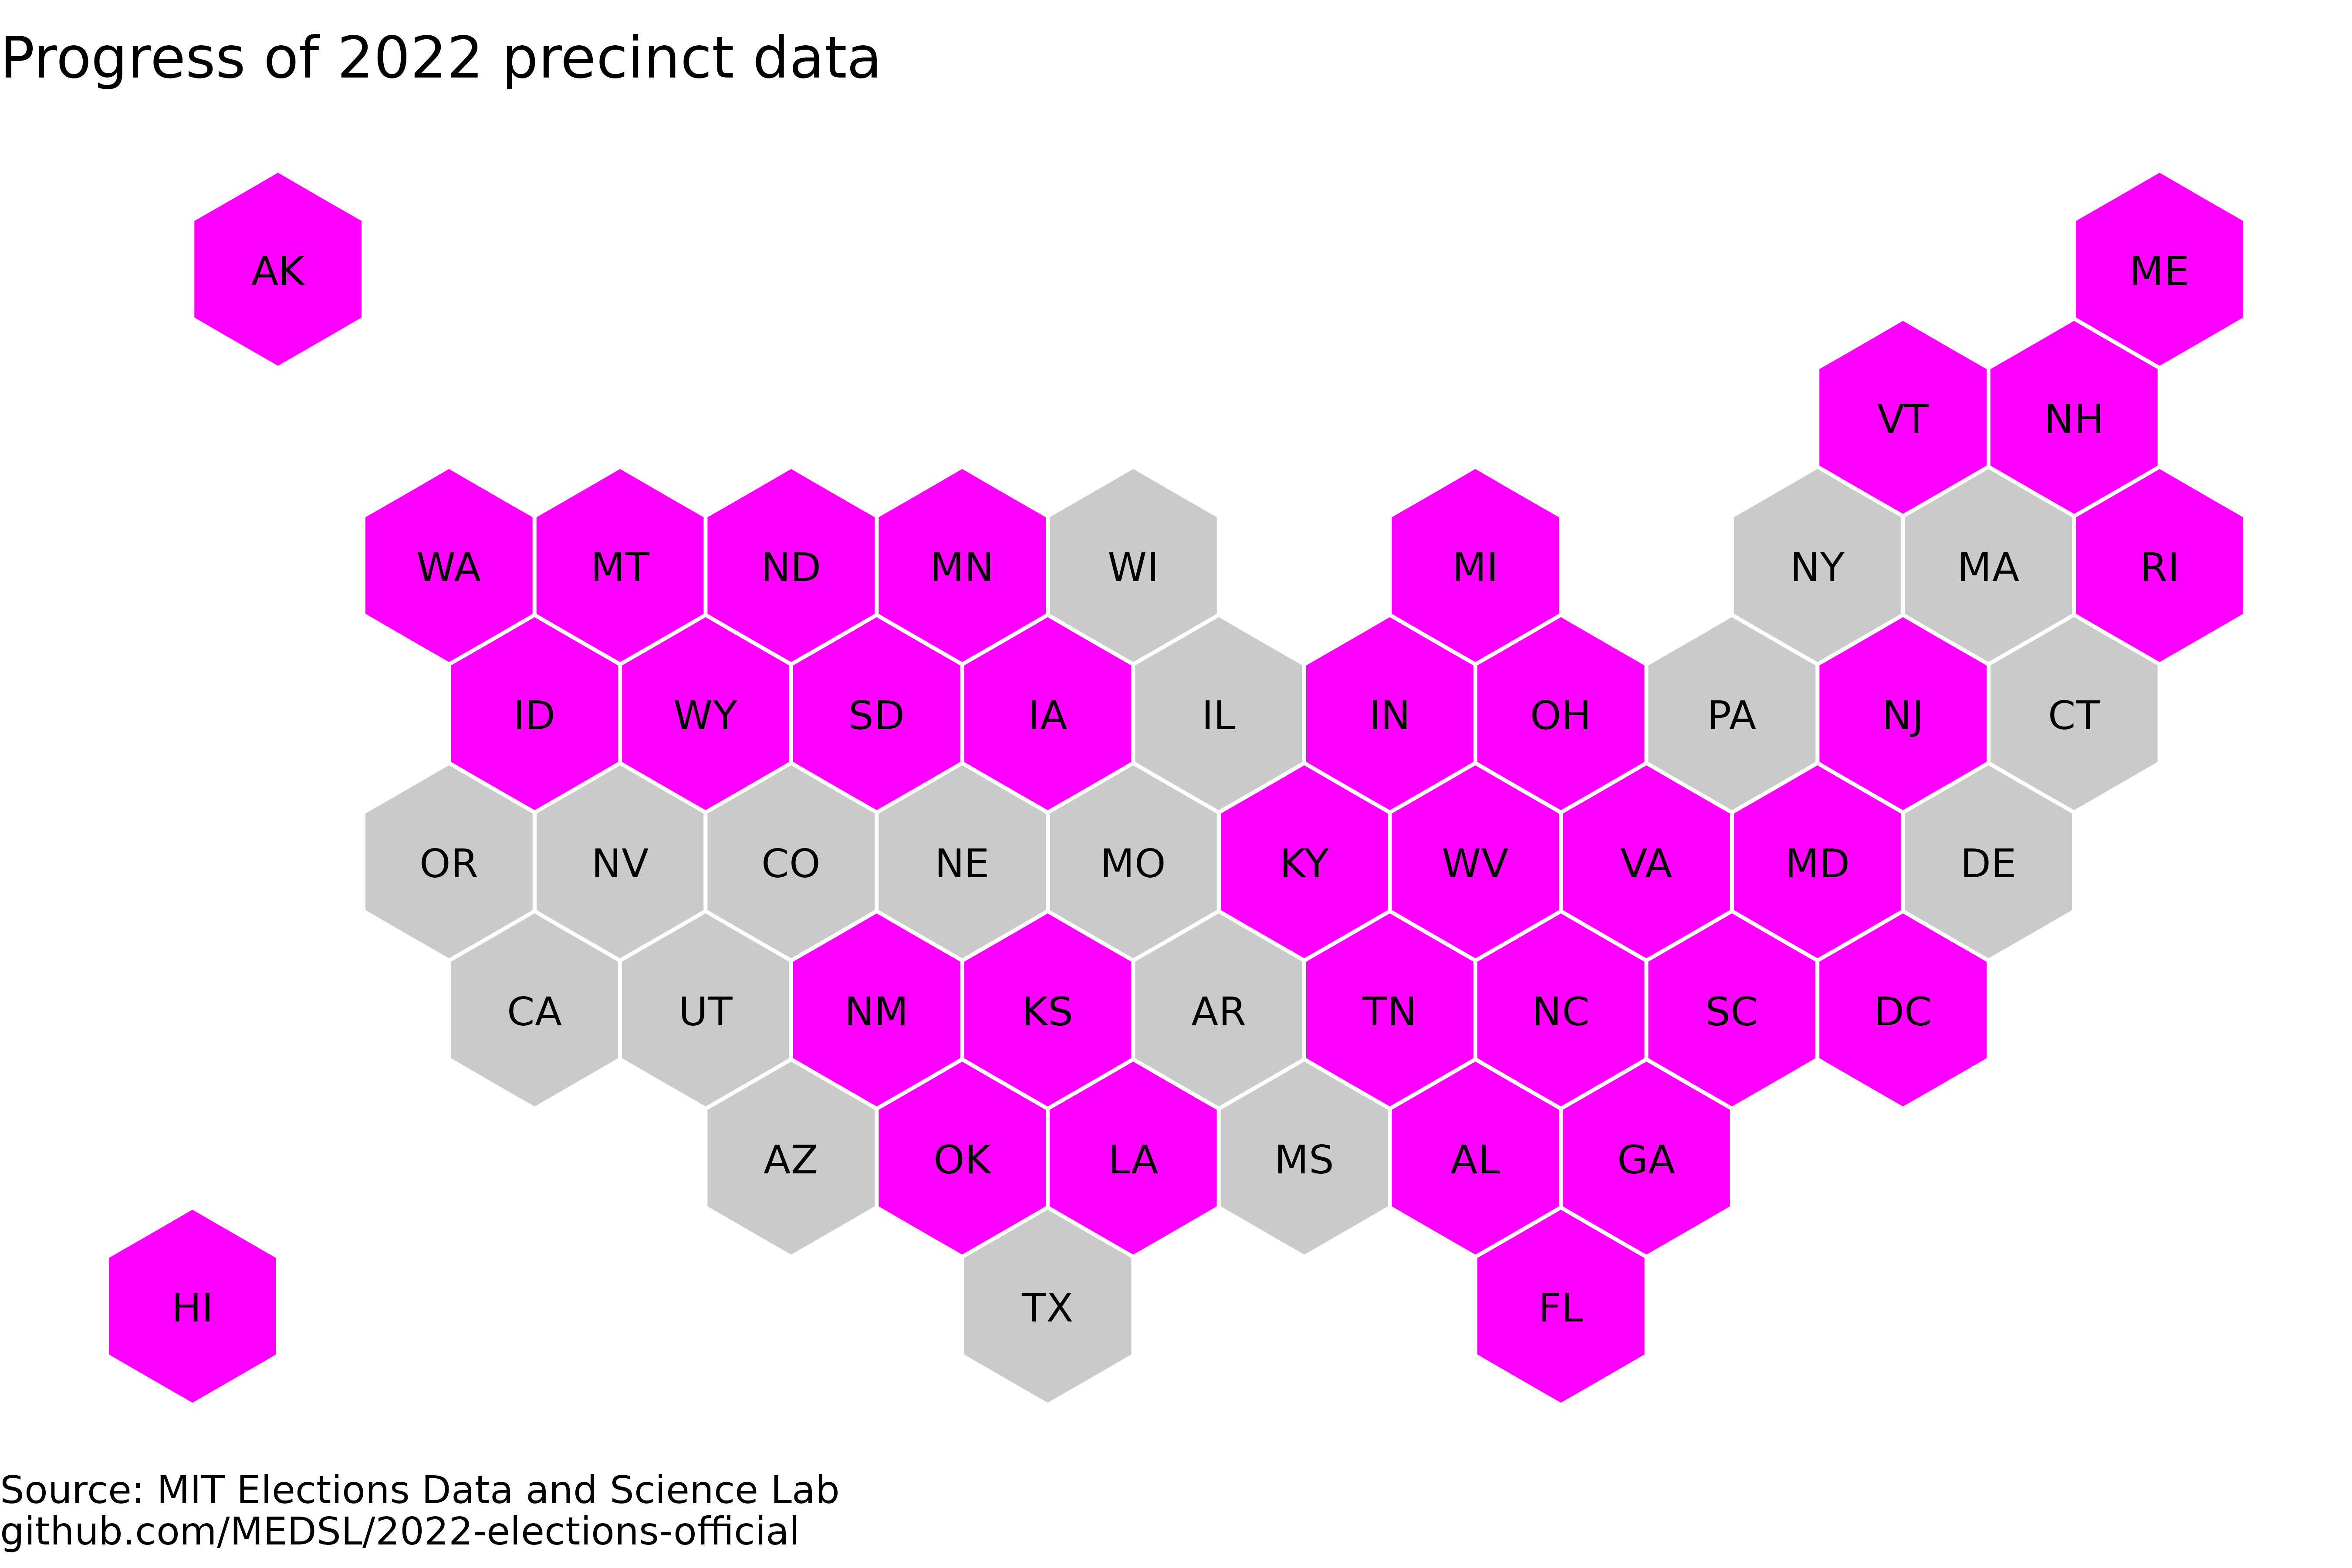 Progress of 2022 precinct data
AK
ME
VT
NH
WA
MT
ND
MN
WI
MI
NY
MA
RI
ID
WY
SD
IA
IL
IN
OH
PA
NJ
CT
OR
NV
CO
NE
MO
KY
WV
VA
MD
DE
CA
UT
NM
KS
AR
TN
NC
SC
DC
AZ
OK
LA
MS
AL
GA
HI
TX
FL
Source: MIT Elections Data and Science Lab
github.com/MEDSL/2022-elections-official